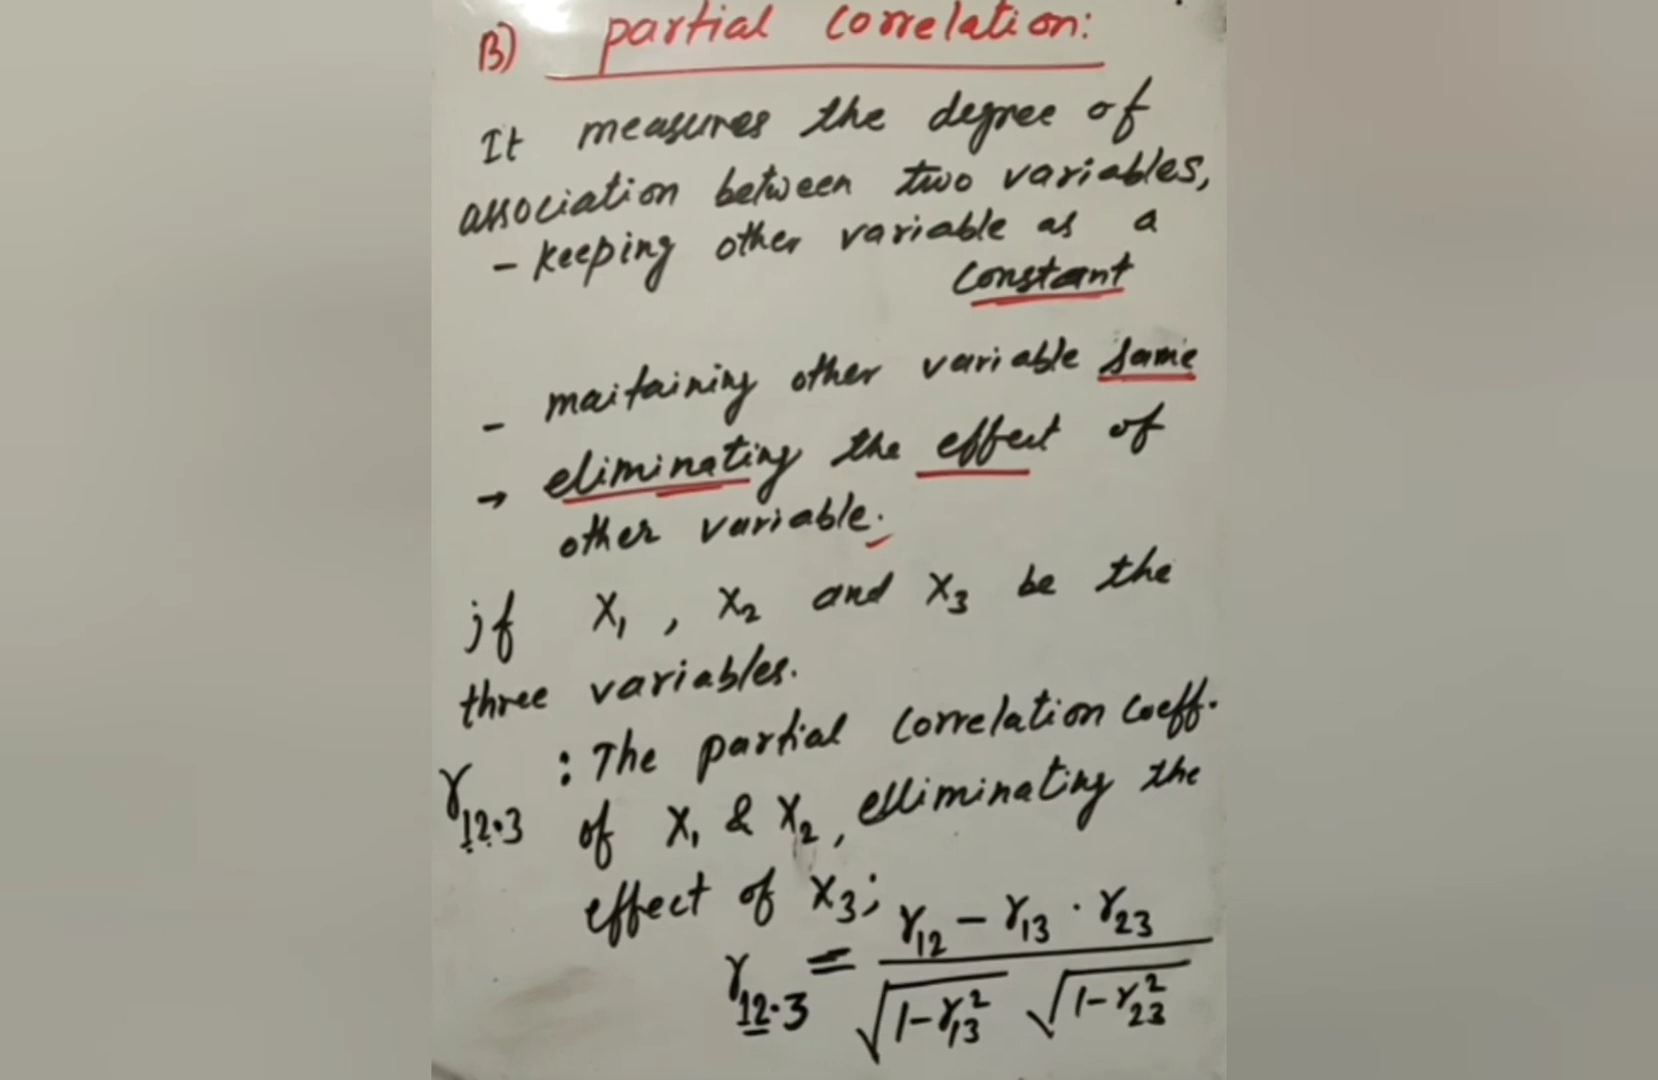 B) partial correlation:
It measures the degree of
association between two variables,
- keeping other variable as a
constant
- maitaining other variable same
→ eliminating the effect of
other variable.
if X₁, X₂ and X₃ be the
three variables.
r₁₂.₃ : The partial correlation coeff.
of X₁ & X₂, elliminating the
effect of X₃;
r₁₂.₃ = (r₁₂ - r₁₃ · r₂₃) / (√(1-r₁₃²) √(1-r₂₃²))